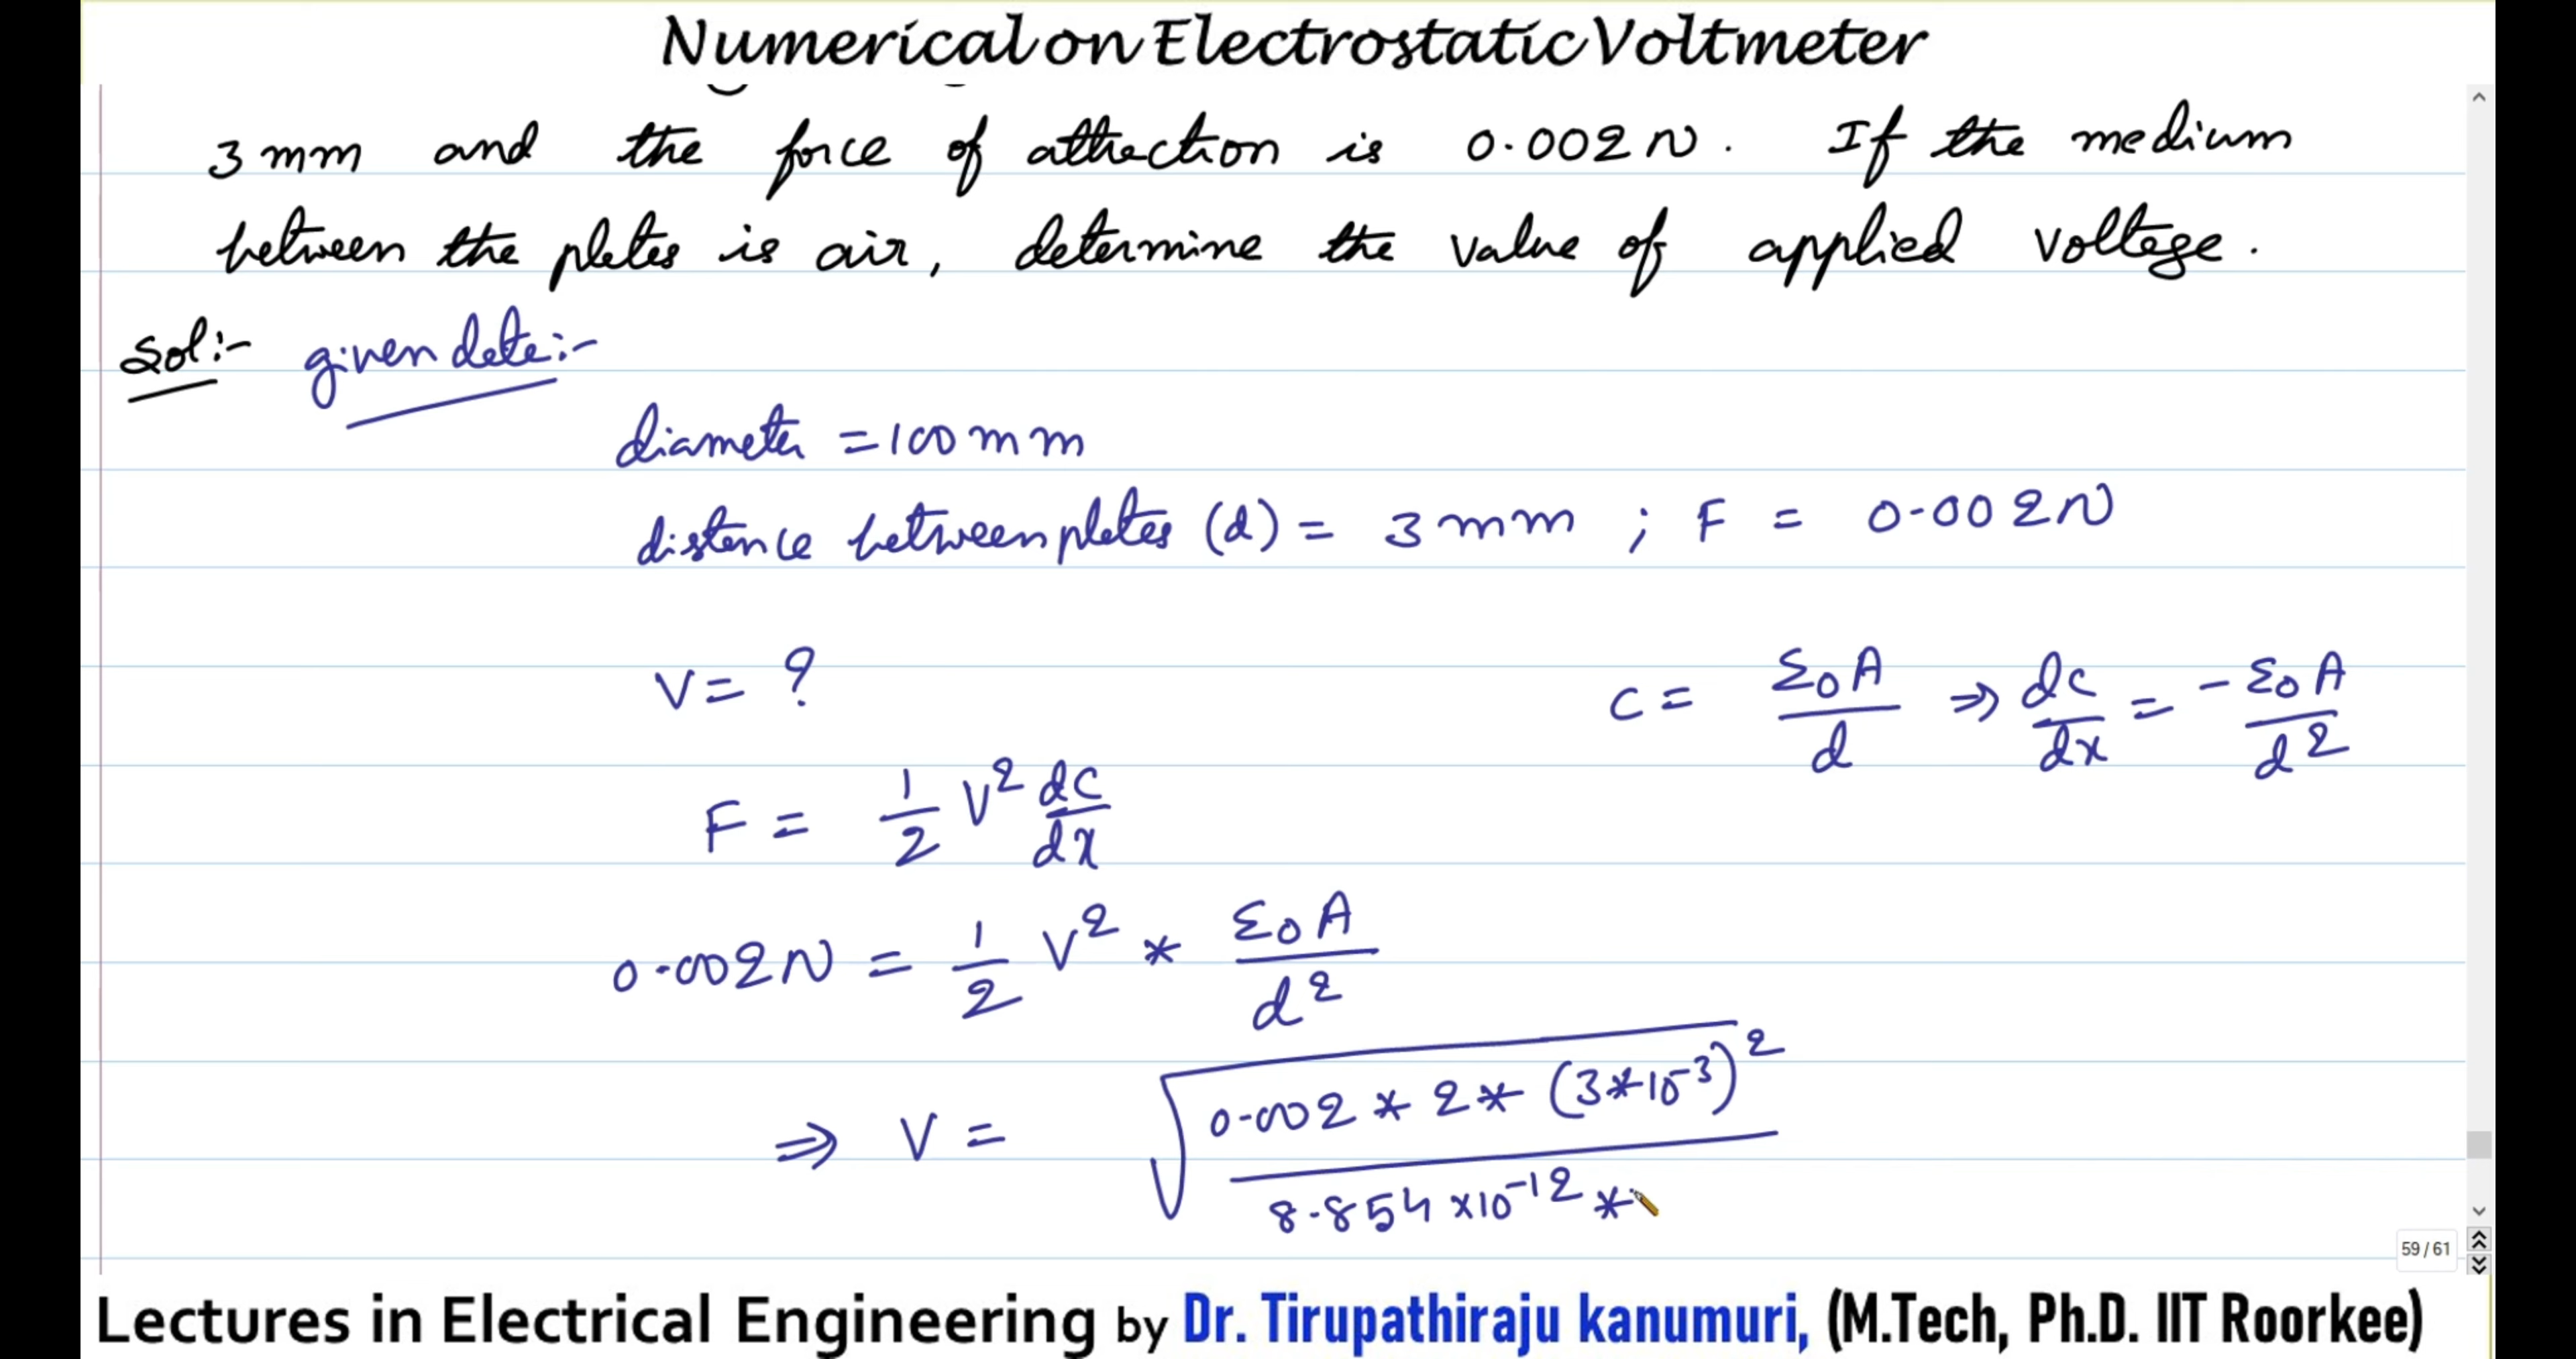 Numerical on Electrostatic Voltmeter
3 mm and the force of attraction is 0.002 N. If the medium
between the plates is air, determine the value of applied voltage.
Sol:- given data:-
diameter = 100 mm
distance between plates (d) = 3 mm ; F = 0.002 N
V = ?
C = ε₀A/d ⇒ dc/dx = -ε₀A/d²
F = 1/2 V² dc/dx
0.002 N = 1/2 V² * ε₀A/d²
⇒ V = √(0.002 * 2 * (3*10⁻³)² / 8.854 × 10⁻¹² *
59 / 61
Lectures in Electrical Engineering by Dr. Tirupathiraju kanumuri, (M.Tech, Ph.D. IIT Roorkee)